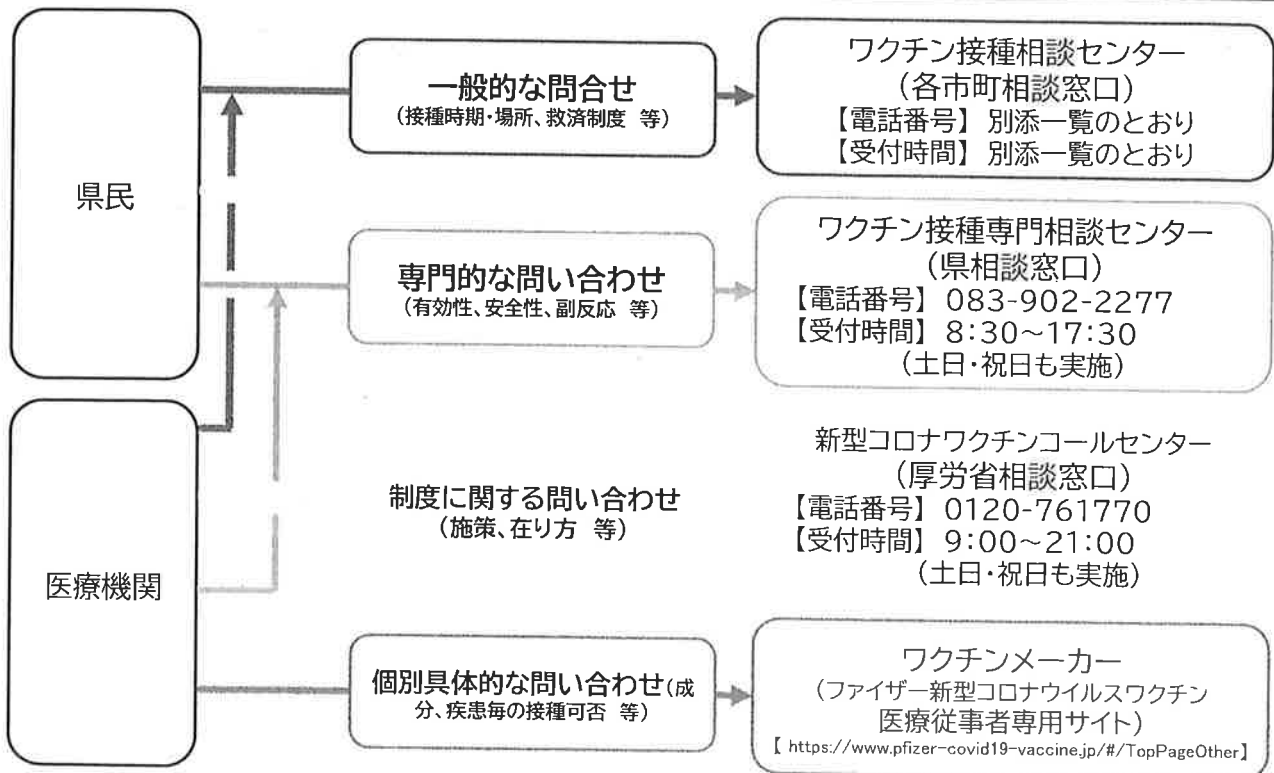 県民
医療機関
一般的な問合せ
(接種時期・場所、救済制度 等)
ワクチン接種相談センター
(各市町相談窓口)
【電話番号】 別添一覧のとおり
【受付時間】 別添一覧のとおり
専門的な問い合わせ
(有効性、安全性、副反応 等)
ワクチン接種専門相談センター
(県相談窓口)
【電話番号】 083-902-2277
【受付時間】 8:30～17:30
(土日・祝日も実施)
制度に関する問い合わせ
(施策、在り方 等)
新型コロナワクチンコールセンター
(厚労省相談窓口)
【電話番号】 0120-761770
【受付時間】 9:00～21:00
(土日・祝日も実施)
個別具体的な問い合わせ(成
分、疾患毎の接種可否 等)
ワクチンメーカー
(ファイザー新型コロナウイルスワクチン
医療従事者専用サイト)
【 https://www.pfizer-covid19-vaccine.jp/#/TopPageOther】